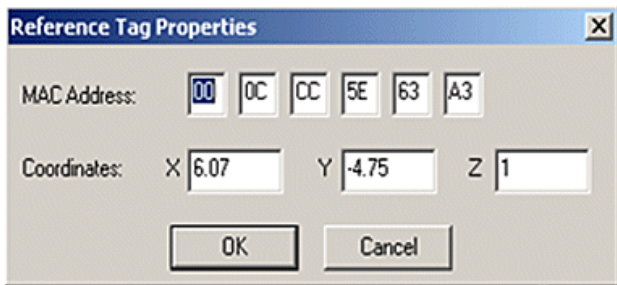 Reference Tag Properties
MAC Address: 00 0C CC 5E 63 A3
Coordinates: X 6.07 Y -4.75 Z 1
OK Cancel